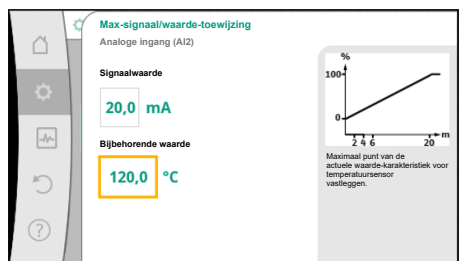 Max-signaal/waarde-toewijzing
Analoge ingang (AI2)
Signaalwaarde
20,0 mA
Bijbehorende waarde
120,0 °C
%
100
0
2 4 6 20 m
Maximaal punt van de
actuele waarde-karakteristiek voor
temperatuursensor
vastleggen.
?